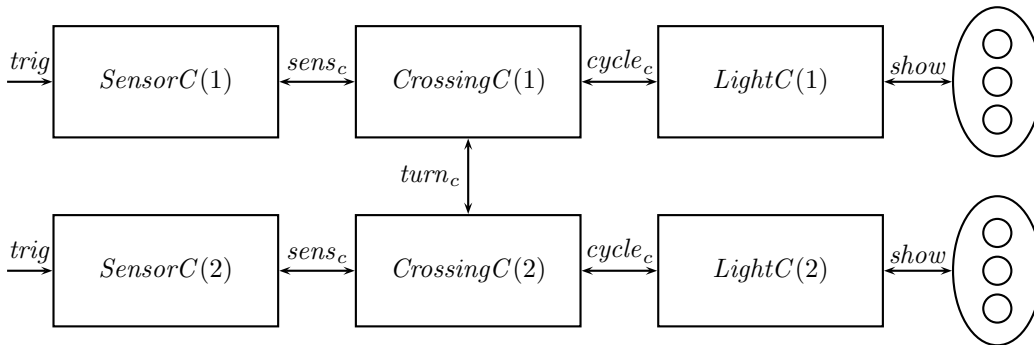 trig SensorC(1) sens_c CrossingC(1) cycle_c LightC(1) show
turn_c
trig SensorC(2) sens_c CrossingC(2) cycle_c LightC(2) show